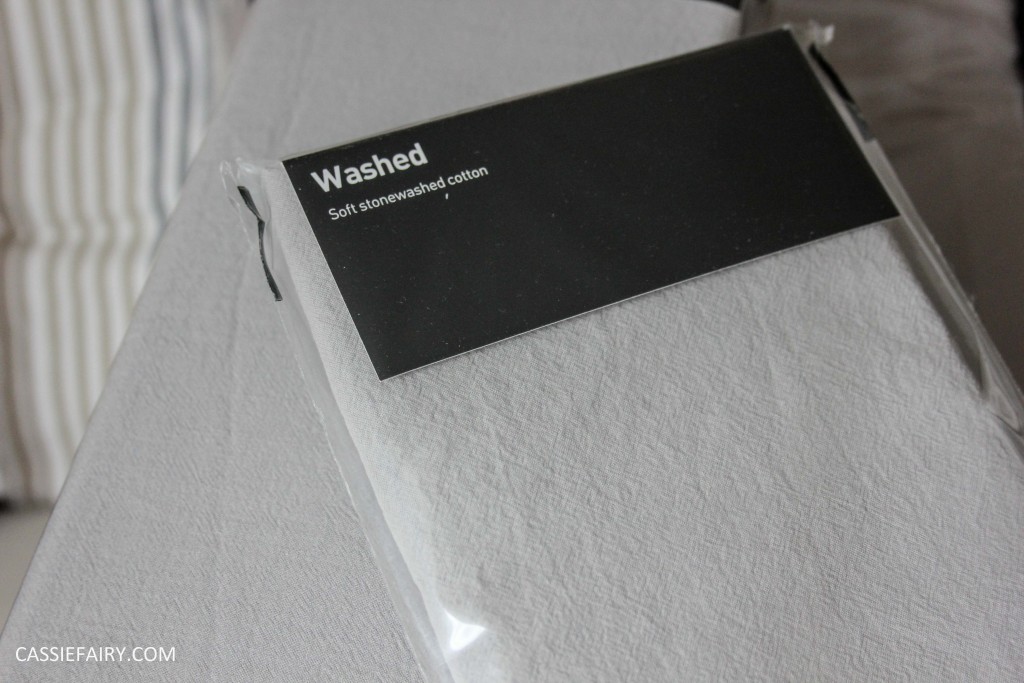 Washed
Soft stonewashed cotton
CASSIEFAIRY.COM